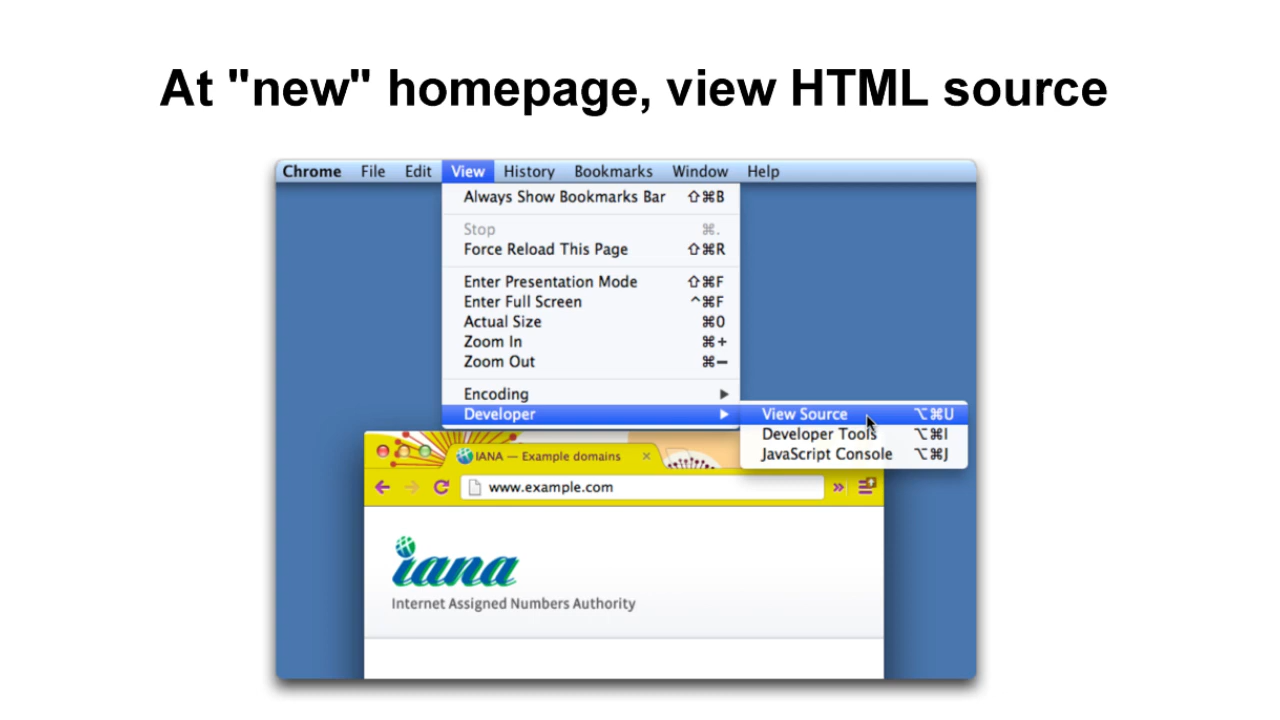 At "new" homepage, view HTML source
Chrome File Edit View History Bookmarks Window Help
Always Show Bookmarks Bar ⇧⌘B
Stop ⌘.
Force Reload This Page ⇧⌘R
Enter Presentation Mode ⇧⌘F
Enter Full Screen ^⌘F
Actual Size ⌘0
Zoom In ⌘+
Zoom Out ⌘−
Encoding ▶
Developer ▶
View Source ⌥⌘U
Developer Tools ⌥⌘I
JavaScript Console ⌥⌘J
IANA — Example domains ×
www.example.com »
iana
Internet Assigned Numbers Authority